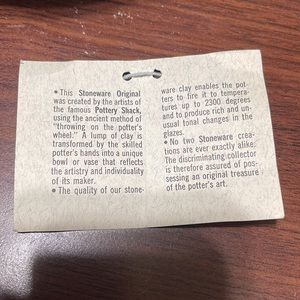 • This Stoneware Original
was created by the artists of
the famous Pottery Shack,
using the ancient method of
"throwing on the potter's
wheel." A lump of clay is
transformed by the skilled
potter's hands into a unique
bowl or vase that reflects
the artistry and individuality
of its maker.
• The quality of our stone-
ware clay enables the pot-
ters to fire it to tempera-
tures up to 2300 degrees
and to produce rich and un-
usual tonal changes in the
glazes.
• No two Stoneware crea-
tions are ever exactly alike.
The discriminating collector
is therefore assured of pos-
sessing an original treasure
of the potter's art.